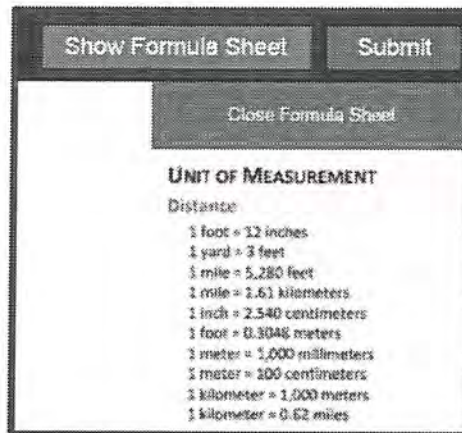 Show Formula Sheet Submit
Close Formula Sheet
UNIT OF MEASUREMENT
Distance
1 foot = 12 inches
1 yard = 3 feet
1 mile = 5,280 feet
1 mile = 1.61 kilometers
1 inch = 2.540 centimeters
1 foot = 0.3048 meters
1 meter = 1,000 millimeters
1 meter = 100 centimeters
1 kilometer = 1,000 meters
1 kilometer = 0.62 miles